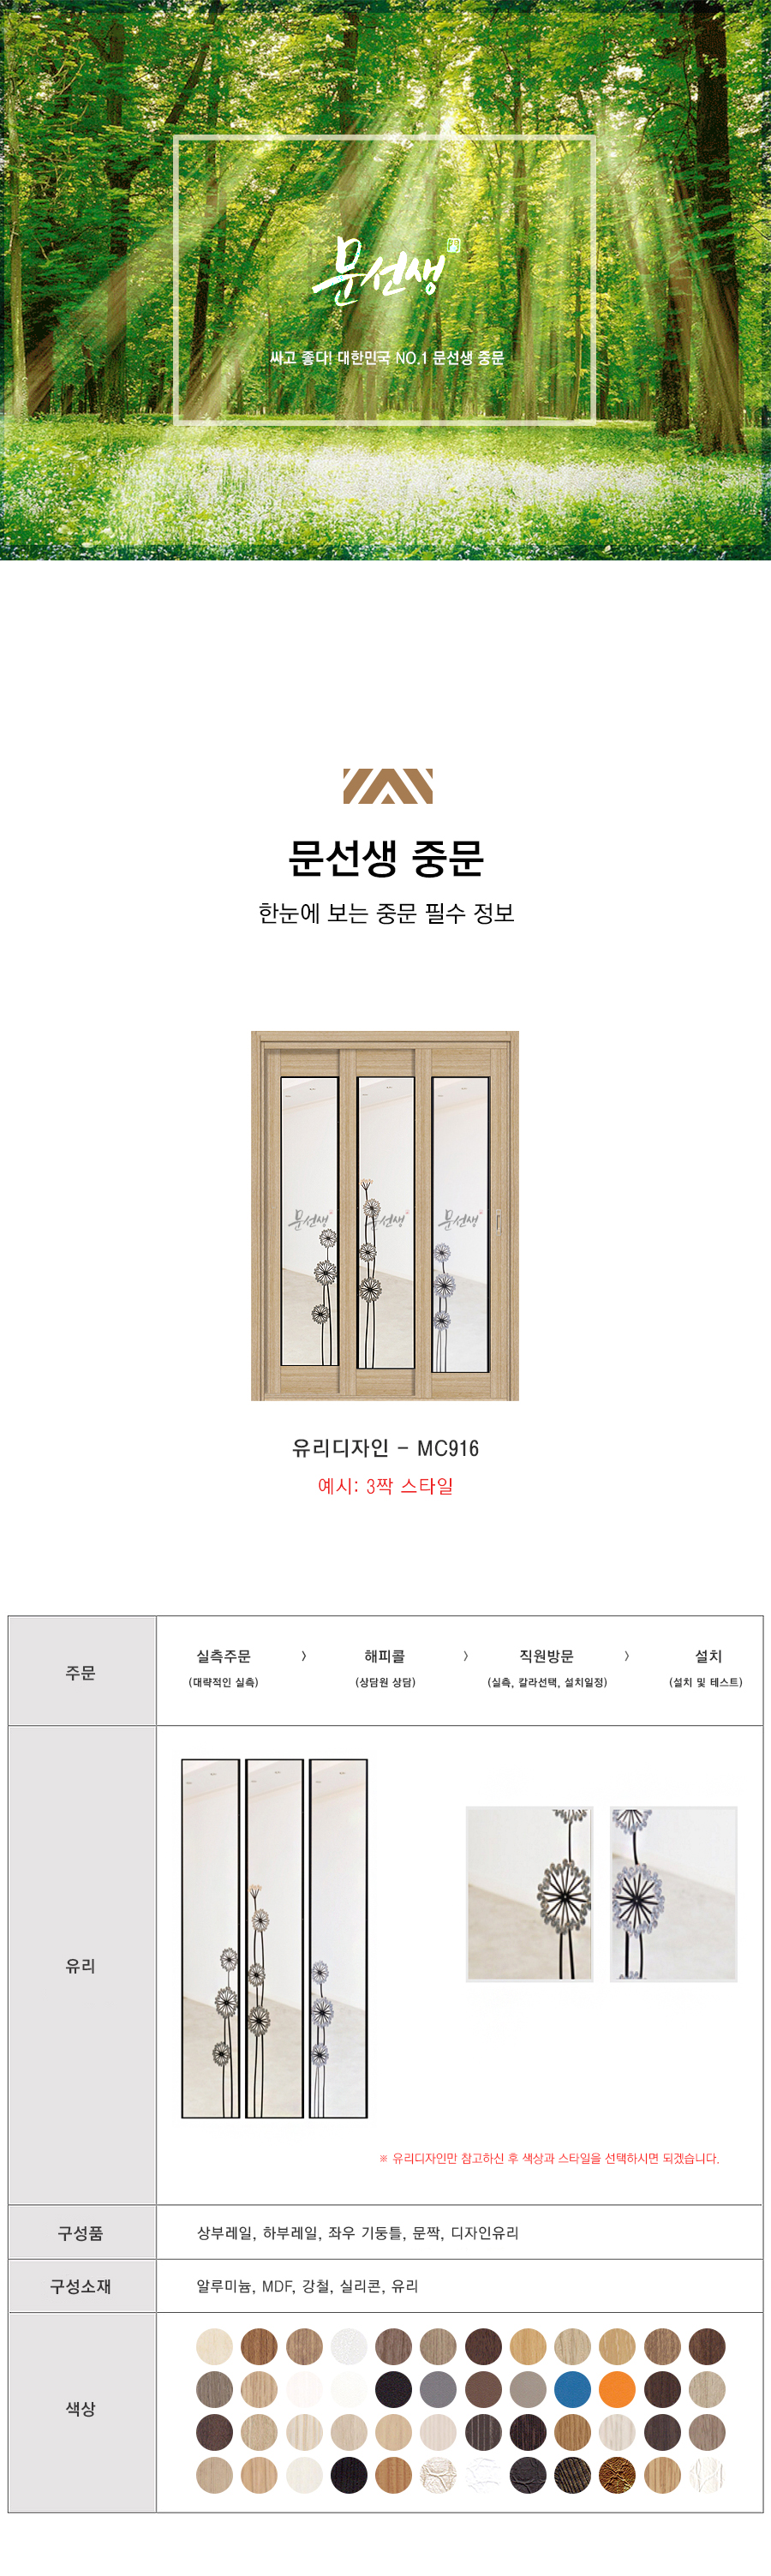 문선생
싸고 좋다! 대한민국 NO.1 문선생 중문
문선생 중문
한눈에 보는 중문 필수 정보
문선생 문선생 문선생
유리디자인 - MC916
예시: 3짝 스타일
주문
실측주문 〉 해피콜 〉 직원방문 〉 설치
(대략적인 실측) (상담원 상담) (실측, 칼라선택, 설치일정) (설치 및 테스트)
유리
※ 유리디자인만 참고하신 후 색상과 스타일을 선택하시면 되겠습니다.
구성품 상부레일, 하부레일, 좌우 기둥틀, 문짝, 디자인유리
구성소재 알루미늄, MDF, 강철, 실리콘, 유리
색상